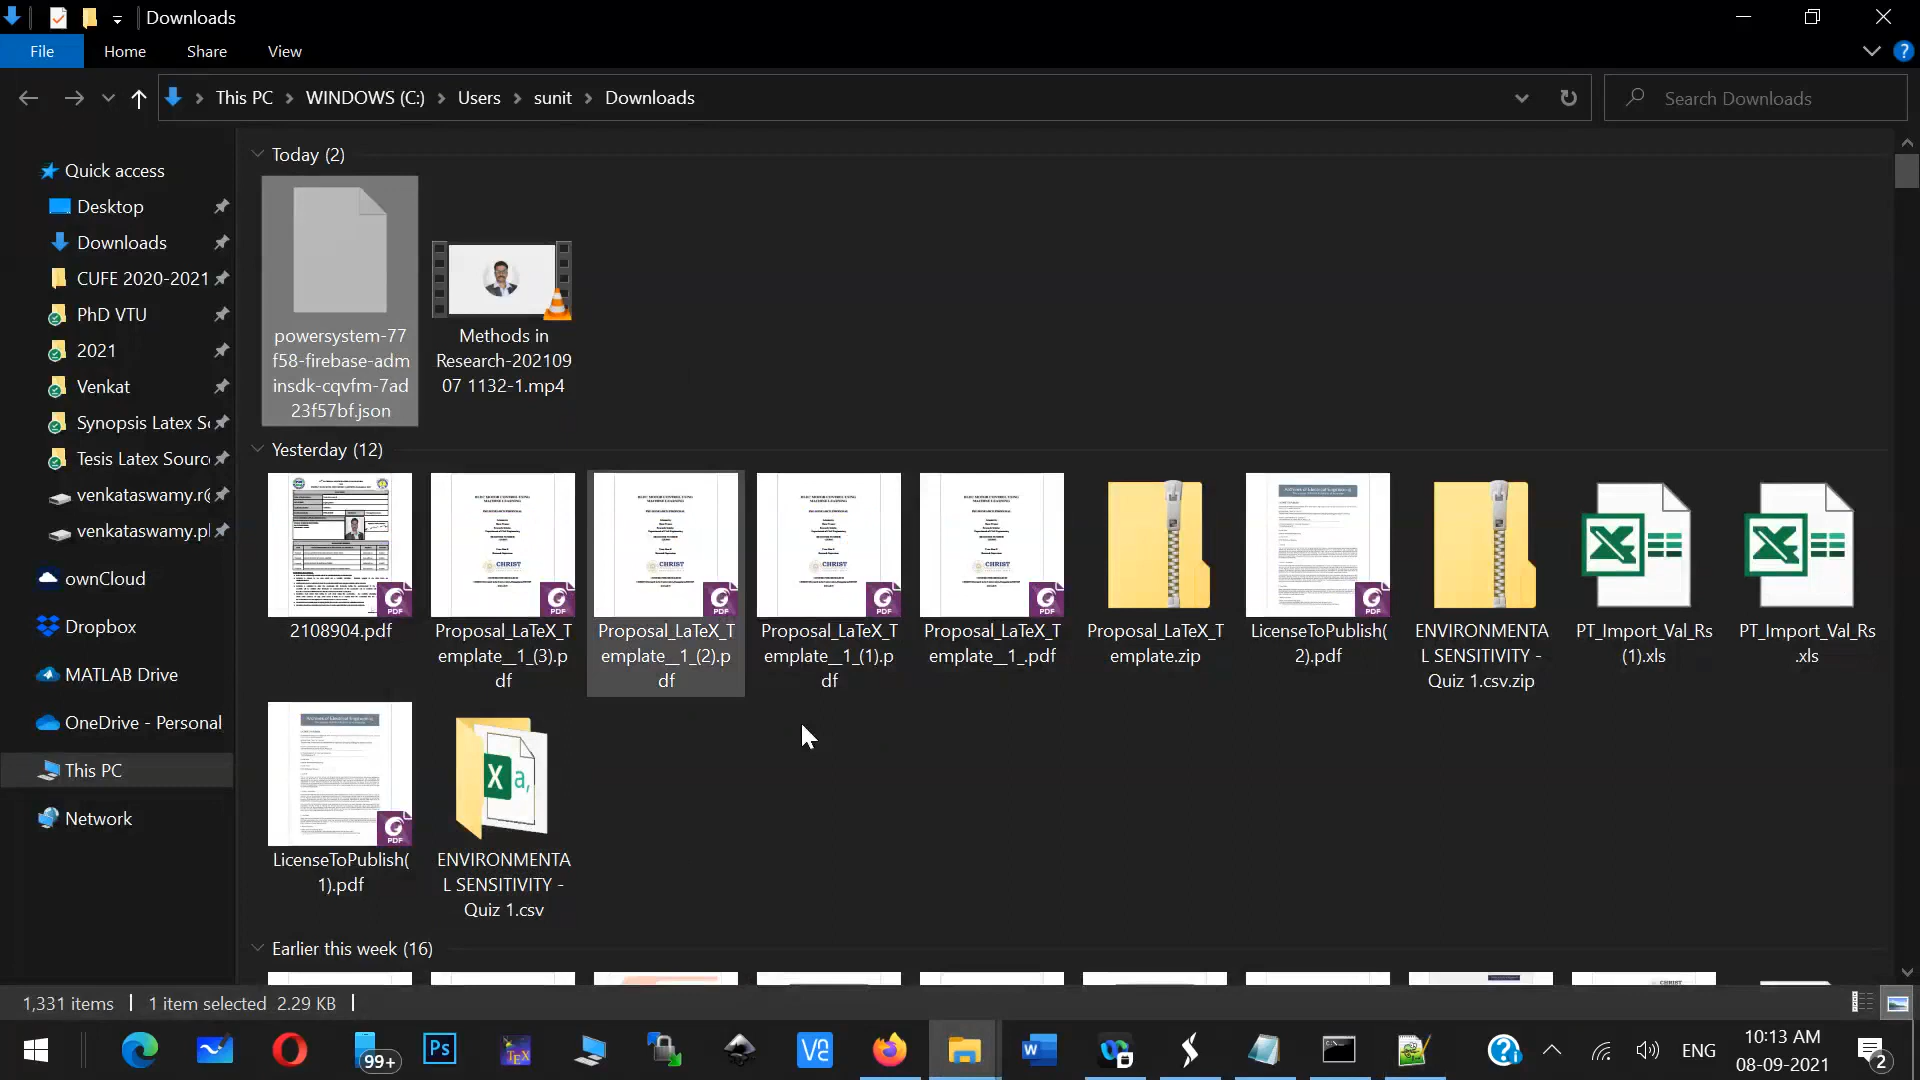 Downloads
File
Home
Share
View
This PC
WINDOWS (C:)
Users
sunit
Downloads
Search Downloads
Quick access
Desktop
Downloads
CUFE 2020-2021
PhD VTU
2021
Venkat
Synopsis Latex S
Tesis Latex Sourc
venkataswamy.r@
venkataswamy.p
ownCloud
Dropbox
MATLAB Drive
OneDrive - Personal
This PC
Network
Today (2)
powersystem-77
f58-firebase-adm
insdk-cqvfm-7ad
23f57bf.json
Methods in
Research-202109
07 1132-1.mp4
Yesterday (12)
2108904.pdf
Proposal_LaTeX_T
emplate__1_(3).p
df
Proposal_LaTeX_T
emplate__1_(2).p
df
Proposal_LaTeX_T
emplate__1_(1).p
df
Proposal_LaTeX_T
emplate__1_.pdf
Proposal_LaTeX_T
emplate.zip
LicenseToPublish(
2).pdf
ENVIRONMENTA
L SENSITIVITY -
Quiz 1.csv.zip
PT_Import_Val_Rs
(1).xls
PT_Import_Val_Rs
.xls
LicenseToPublish(
1).pdf
ENVIRONMENTA
L SENSITIVITY -
Quiz 1.csv
Earlier this week (16)
1,331 items
1 item selected 2.29 KB
99+
Ps
TEX
ENG
10:13 AM
08-09-2021
2